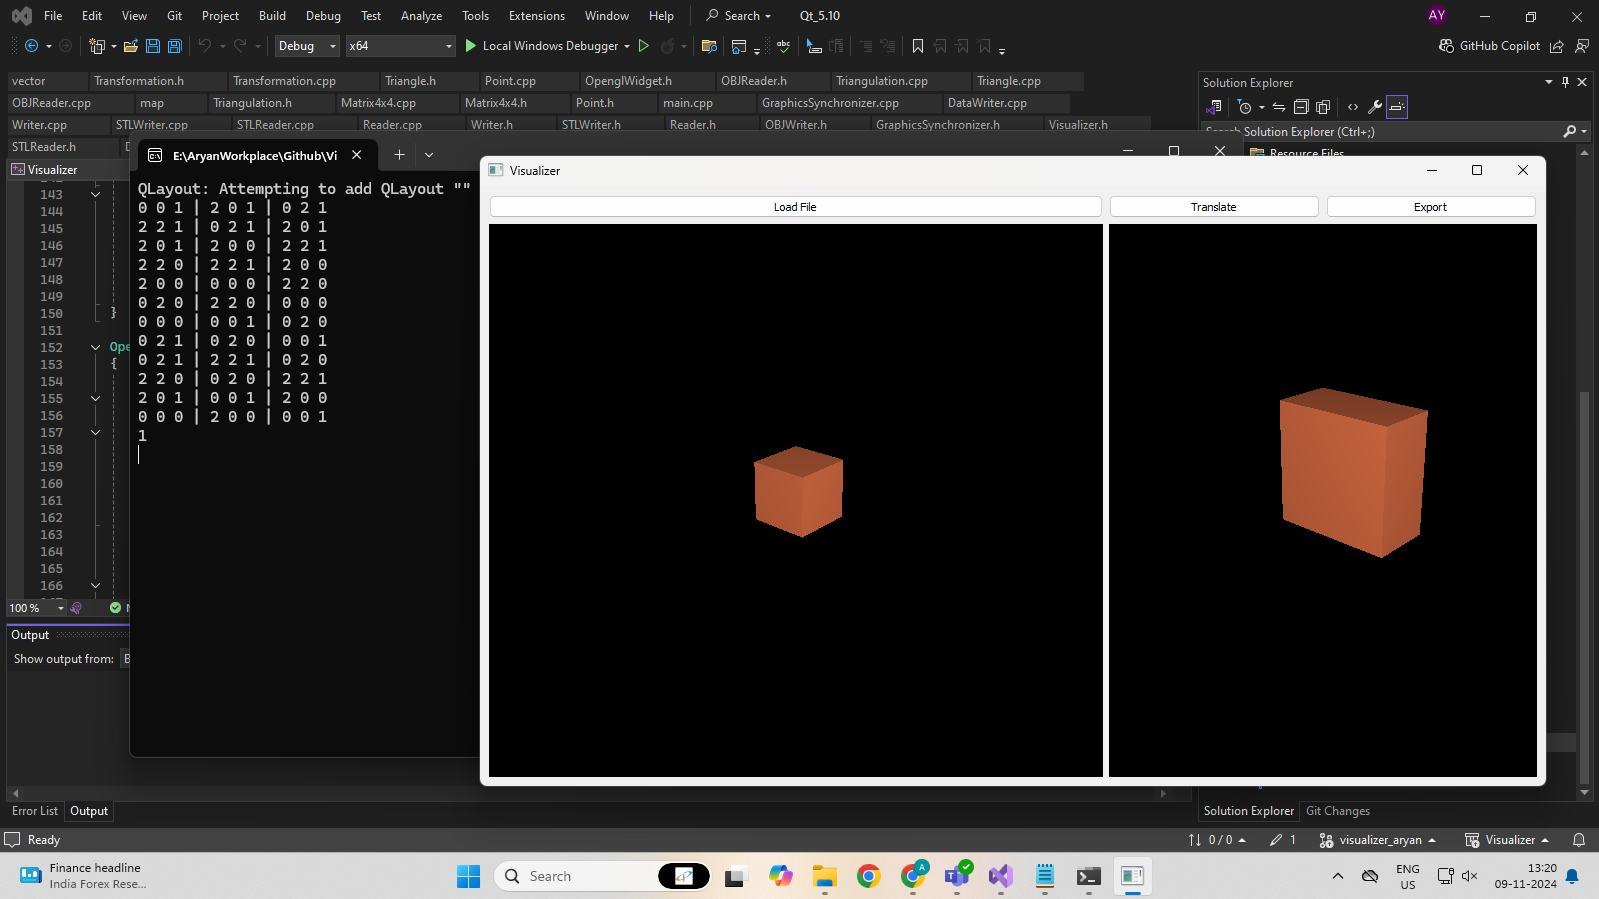 File Edit View Git Project Build Debug Test Analyze Tools Extensions Window Help Search Qt_5.10 AY
Debug x64 Local Windows Debugger GitHub Copilot
vector Transformation.h Transformation.cpp Triangle.h Point.cpp OpenglWidget.h OBJReader.h Triangulation.cpp Triangle.cpp
OBJReader.cpp map Triangulation.h Matrix4x4.cpp Matrix4x4.h Point.h main.cpp GraphicsSynchronizer.cpp DataWriter.cpp
Writer.cpp STLWriter.cpp STLReader.cpp Reader.cpp Writer.h STLWriter.h Reader.h OBJWriter.h GraphicsSynchronizer.h Visualizer.h
STLReader.h
Visualizer
Solution Explorer
Search Solution Explorer (Ctrl+;)
Resource Files
143
144
145
146
147
148
149
150 }
151
152 Ope
153 {
154
155
156
157
158
159
160
161
162
163
164
165
166
100 %
Output
Show output from: B
E:\AryanWorkplace\Github\Vi
QLayout: Attempting to add QLayout ""
0 0 1 | 2 0 1 | 0 2 1
2 2 1 | 0 2 1 | 2 0 1
2 0 1 | 2 0 0 | 2 2 1
2 2 0 | 2 2 1 | 2 0 0
2 0 0 | 0 0 0 | 2 2 0
0 2 0 | 2 2 0 | 0 0 0
0 0 0 | 0 0 1 | 0 2 0
0 2 1 | 0 2 0 | 0 0 1
0 2 1 | 2 2 1 | 0 2 0
2 2 0 | 0 2 0 | 2 2 1
2 0 1 | 0 0 1 | 2 0 0
0 0 0 | 2 0 0 | 0 0 1
1
Visualizer
Load File Translate Export
Error List Output
Solution Explorer Git Changes
Ready 0 / 0 1 visualizer_aryan Visualizer
Finance headline
India Forex Rese...
Search
ENG
US
13:20
09-11-2024